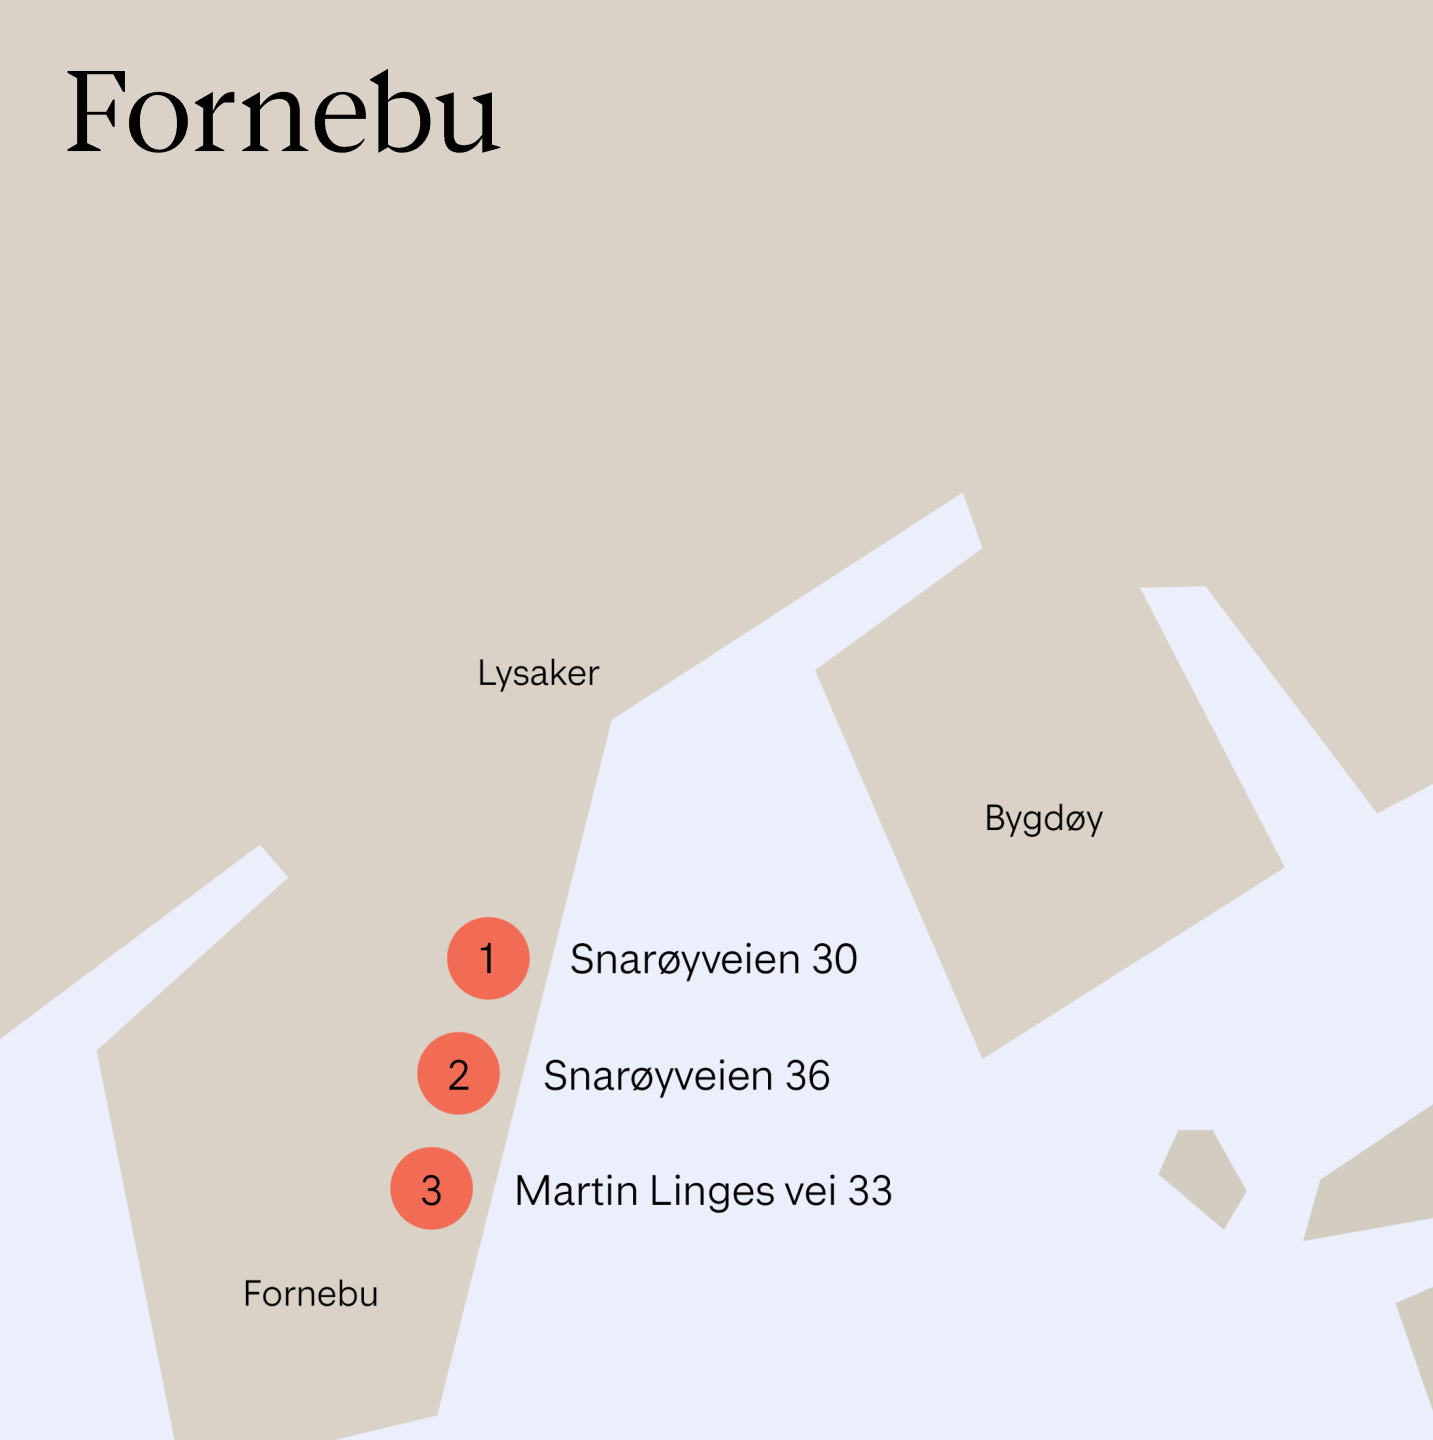 Fornebu
Lysaker
Bygdøy
1 Snarøyveien 30
2 Snarøyveien 36
3 Martin Linges vei 33
Fornebu